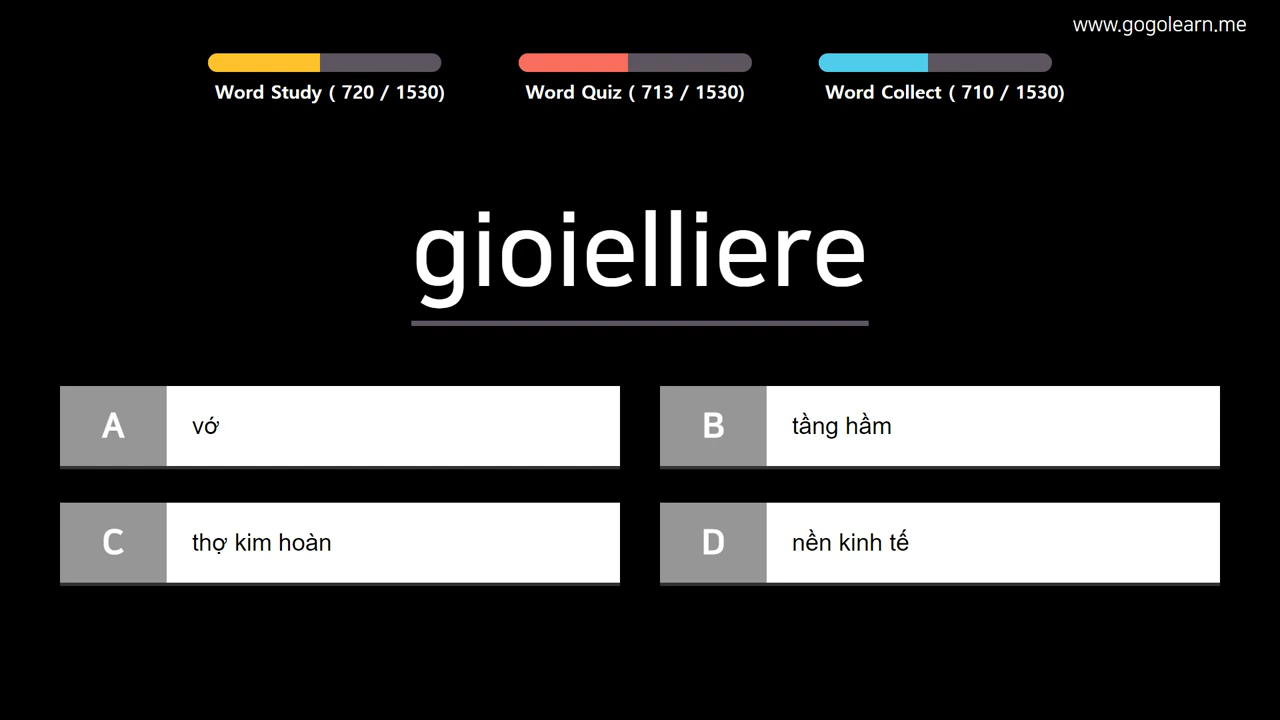 www.gogolearn.me
Word Study ( 720 / 1530)
Word Quiz ( 713 / 1530)
Word Collect ( 710 / 1530)
gioielliere
A vớ
B tầng hầm
C thợ kim hoàn
D nền kinh tế